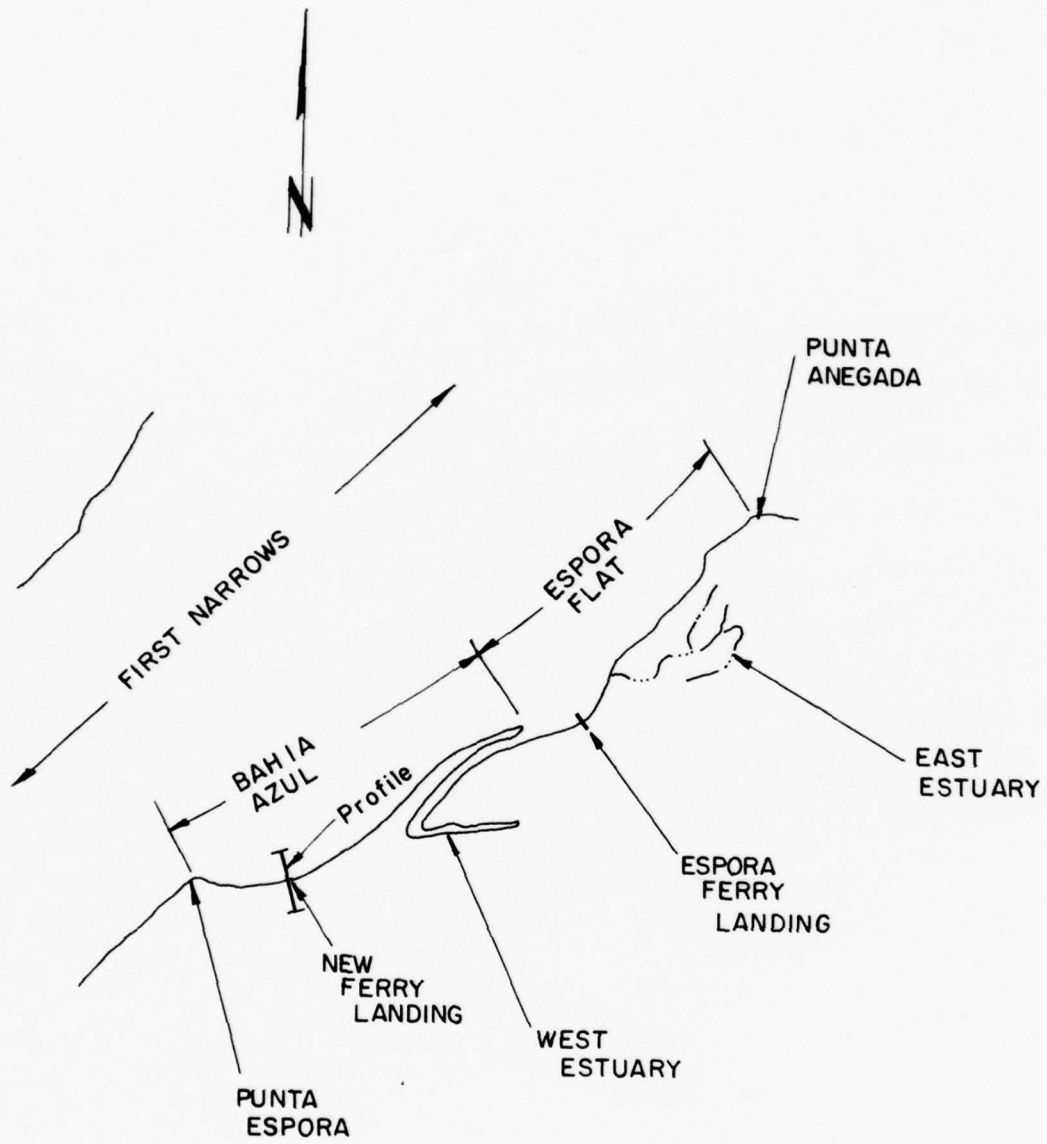 N
PUNTA
ANEGADA
FIRST NARROWS
ESPORA
FLAT
BAHIA
AZUL
Profile
EAST
ESTUARY
ESPORA
FERRY
LANDING
NEW
FERRY
LANDING
WEST
ESTUARY
PUNTA
ESPORA